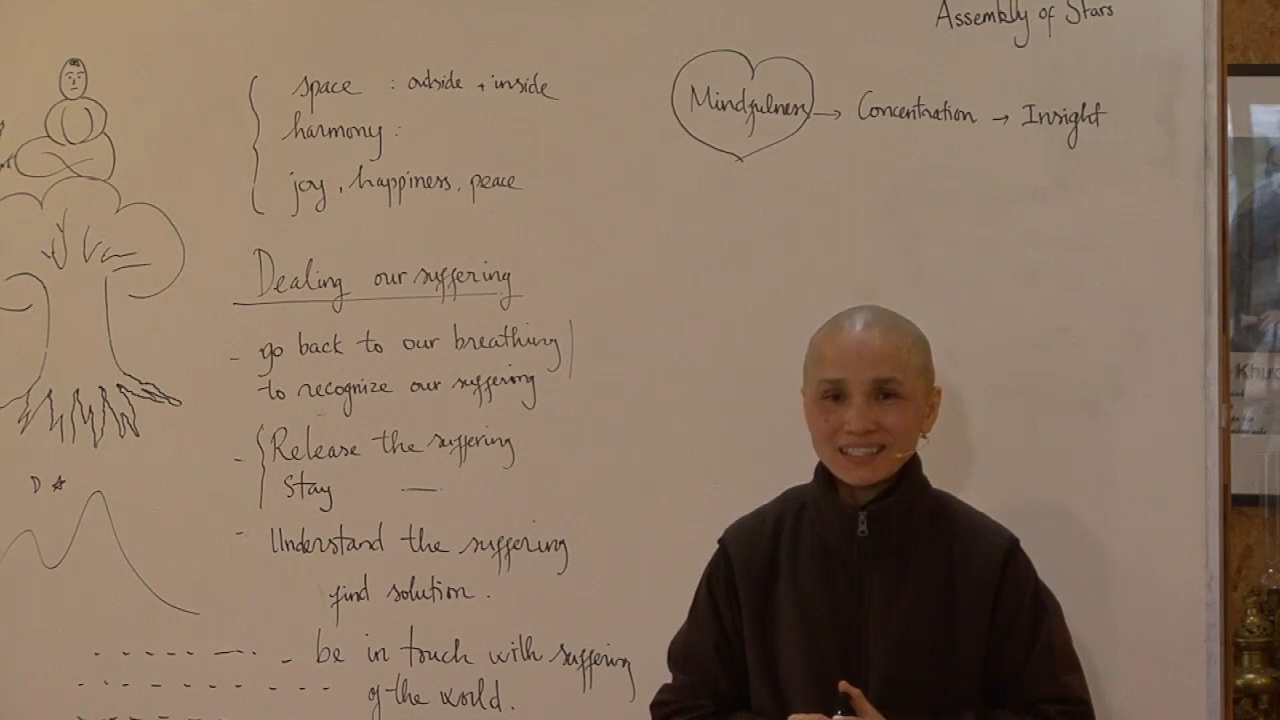 Assembly of Stars
space : outside + inside
harmony :
joy, happiness, peace
Mindfulness → Concentration → Insight
Dealing our suffering
- go back to our breathing
to recognize our suffering
- Release the suffering
Stay —
- Understand the suffering
find solution.
- be in touch with suffering
of the world.
D
Khuc